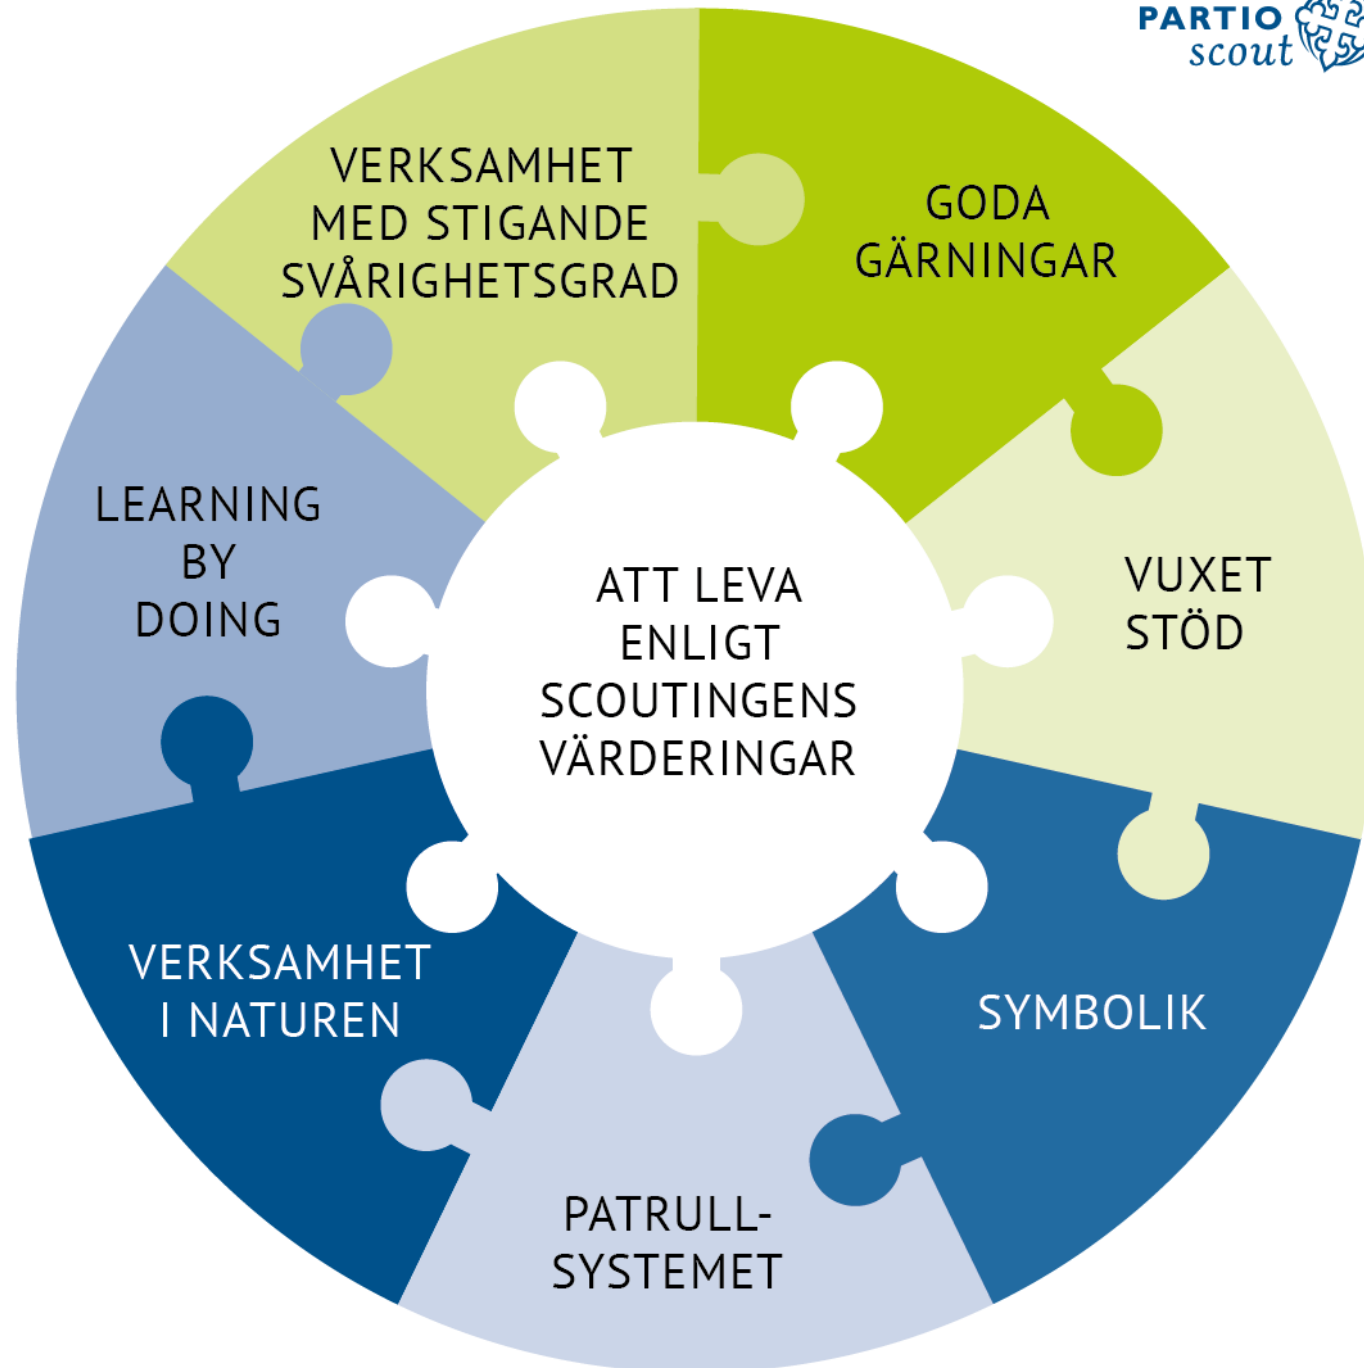 PARTIO
scout
VERKSAMHET
MED STIGANDE
SVÅRIGHETSGRAD
GODA
GÄRNINGAR
LEARNING
BY
DOING
ATT LEVA
ENLIGT
SCOUTINGENS
VÄRDERINGAR
VUXET
STÖD
VERKSAMHET
I NATUREN
SYMBOLIK
PATRULL-
SYSTEMET